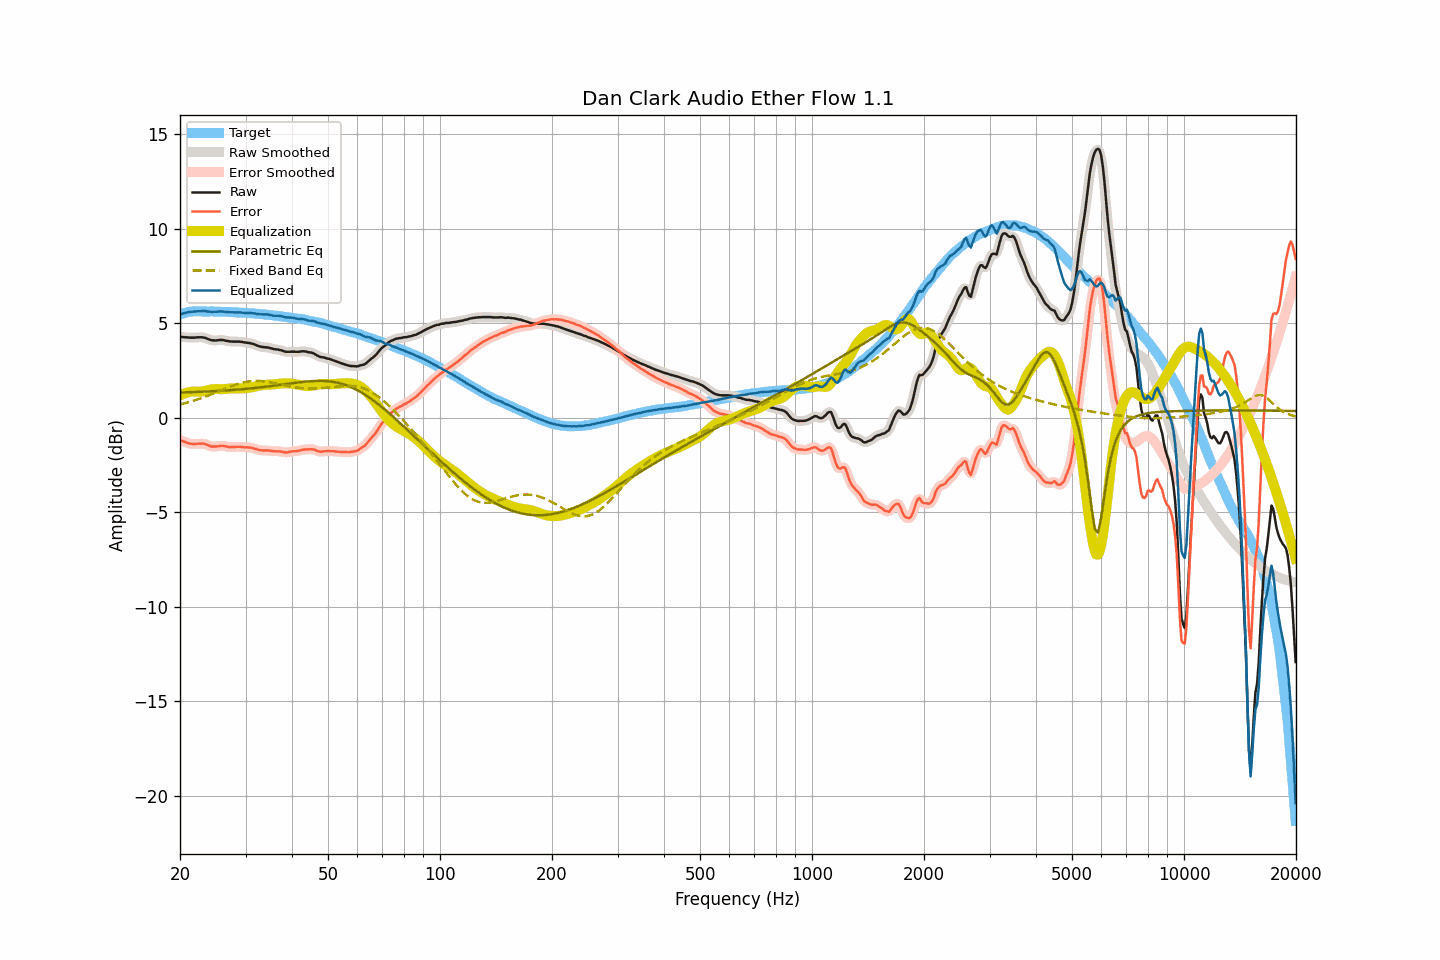 Dan Clark Audio Ether Flow 1.1
Target
Raw Smoothed
Error Smoothed
Raw
Error
Equalization
Parametric Eq
Fixed Band Eq
Equalized
15
10
5
0
−5
−10
−15
−20
Amplitude (dBr)
20 50 100 200 500 1000 2000 5000 10000 20000
Frequency (Hz)